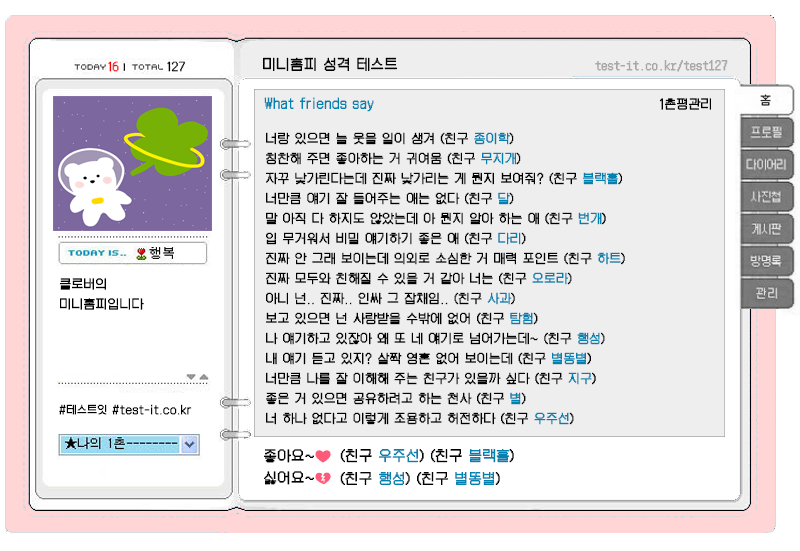 TODAY 16 | TOTAL 127
미니홈피 성격 테스트
test-it.co.kr/test127
What friends say
1촌평관리
너랑 있으면 늘 웃을 일이 생겨 (친구 종이학)
칭찬해 주면 좋아하는 거 귀여움 (친구 무지개)
자꾸 낯가린다는데 진짜 낯가리는 게 뭔지 보여줘? (친구 블랙홀)
너만큼 얘기 잘 들어주는 애는 없다 (친구 달)
말 아직 다 하지도 않았는데 아 뭔지 알아 하는 애 (친구 번개)
입 무거워서 비밀 얘기하기 좋은 애 (친구 다리)
진짜 안 그래 보이는데 의외로 소심한 거 매력 포인트 (친구 하트)
진짜 모두와 친해질 수 있을 거 같아 너는 (친구 오로라)
아니 넌.. 진짜.. 인싸 그 잡채임.. (친구 사과)
보고 있으면 넌 사랑받을 수밖에 없어 (친구 탐험)
나 얘기하고 있잖아 왜 또 네 얘기로 넘어가는데~ (친구 행성)
내 얘기 듣고 있지? 살짝 영혼 없어 보이는데 (친구 별똥별)
너만큼 나를 잘 이해해 주는 친구가 있을까 싶다 (친구 지구)
좋은 거 있으면 공유하려고 하는 천사 (친구 별)
너 하나 없다고 이렇게 조용하고 허전하다 (친구 우주선)
좋아요~ (친구 우주선) (친구 블랙홀)
싫어요~ (친구 행성) (친구 별똥별)
TODAY IS.. 행복
클로버의
미니홈피입니다
#테스트잇 #test-it.co.kr
★나의 1촌--------
홈
프로필
다이어리
사진첩
게시판
방명록
관리